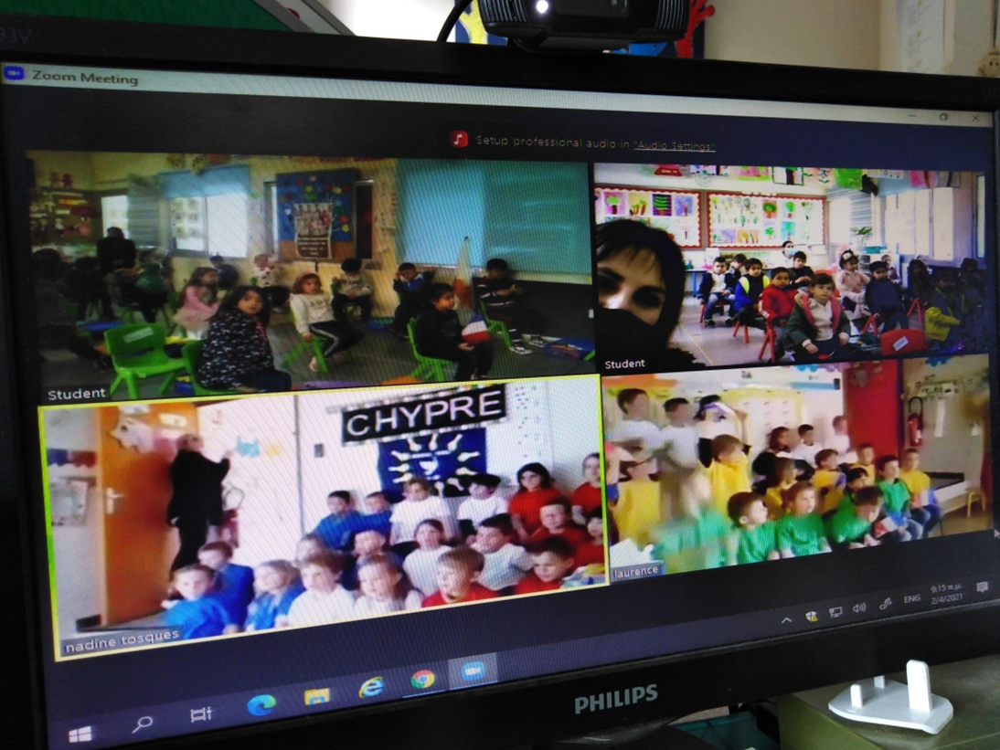 Zoom Meeting
Setup professional audio in "Audio Settings"
Student
Student
CHYPRE
nadine tosques
laurence
9:15 π.μ.
ENG
2/4/2021
PHILIPS